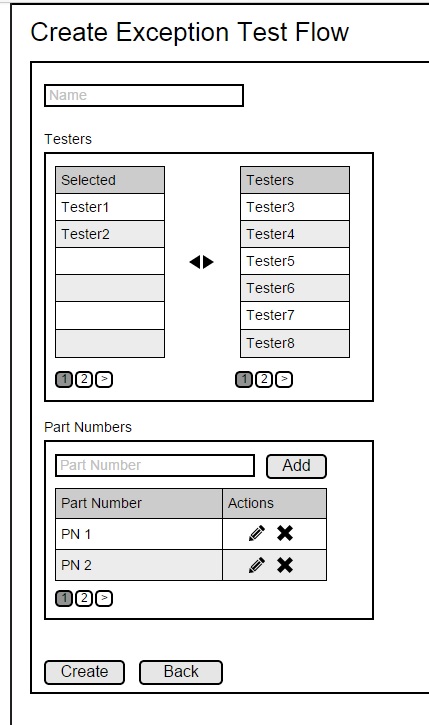 Create Exception Test Flow
Name
Testers
Selected
Tester1
Tester2
Testers
Tester3
Tester4
Tester5
Tester6
Tester7
Tester8
1 2 >
1 2 >
Part Numbers
Part Number
Add
Part Number Actions
PN 1
PN 2
1 2 >
Create Back